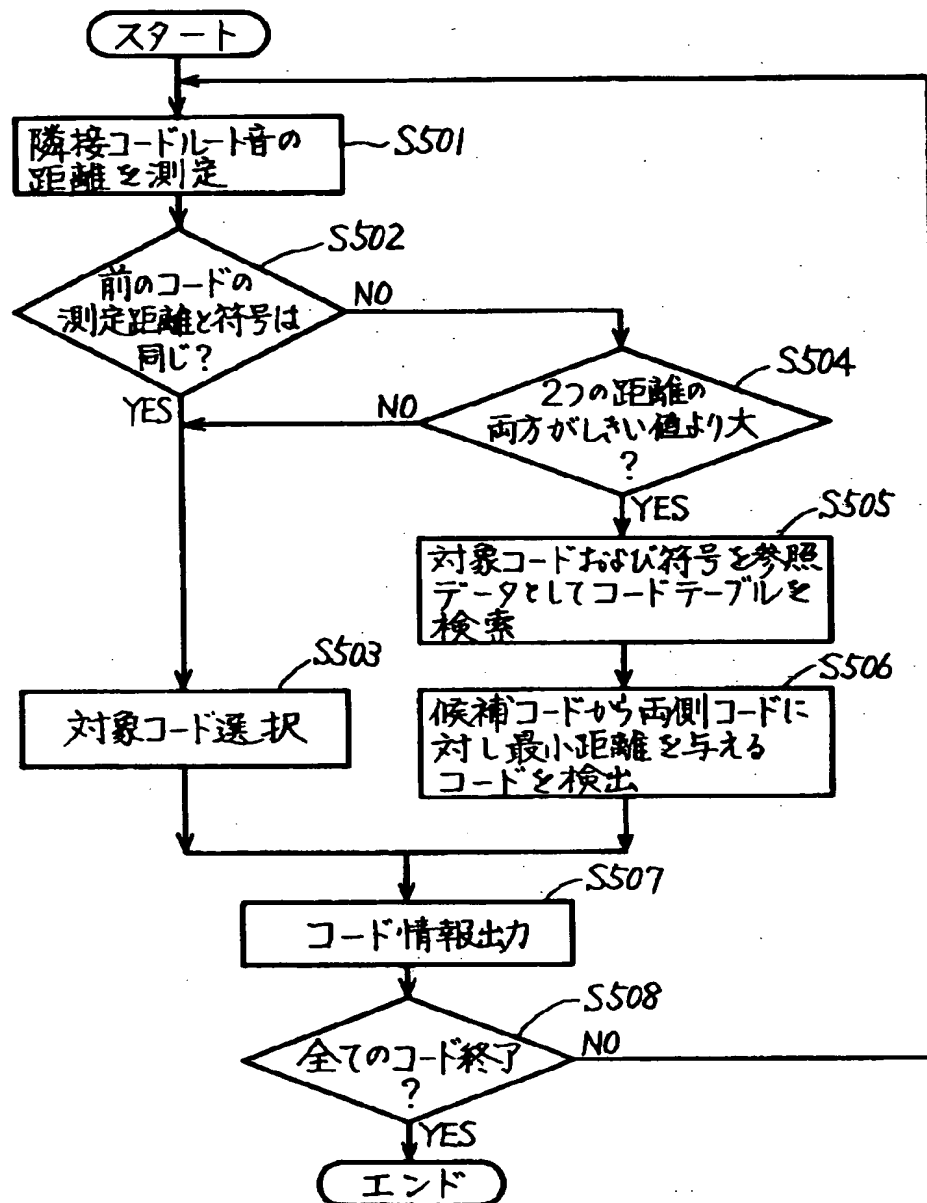 スタート
隣接コードルート音の
距離を測定
S501
S502
前のコードの
測定距離と符号は
同じ?
NO
YES
S504
2つの距離の
両方がしきい値より大
?
NO
YES
S505
対象コードおよび符号を参照
データとしてコードテーブルを
検索
S503
対象コード選択
S506
候補コードから両側コードに
対し最小距離を与える
コードを検出
S507
コード情報出力
S508
全てのコード終了
?
NO
YES
エンド